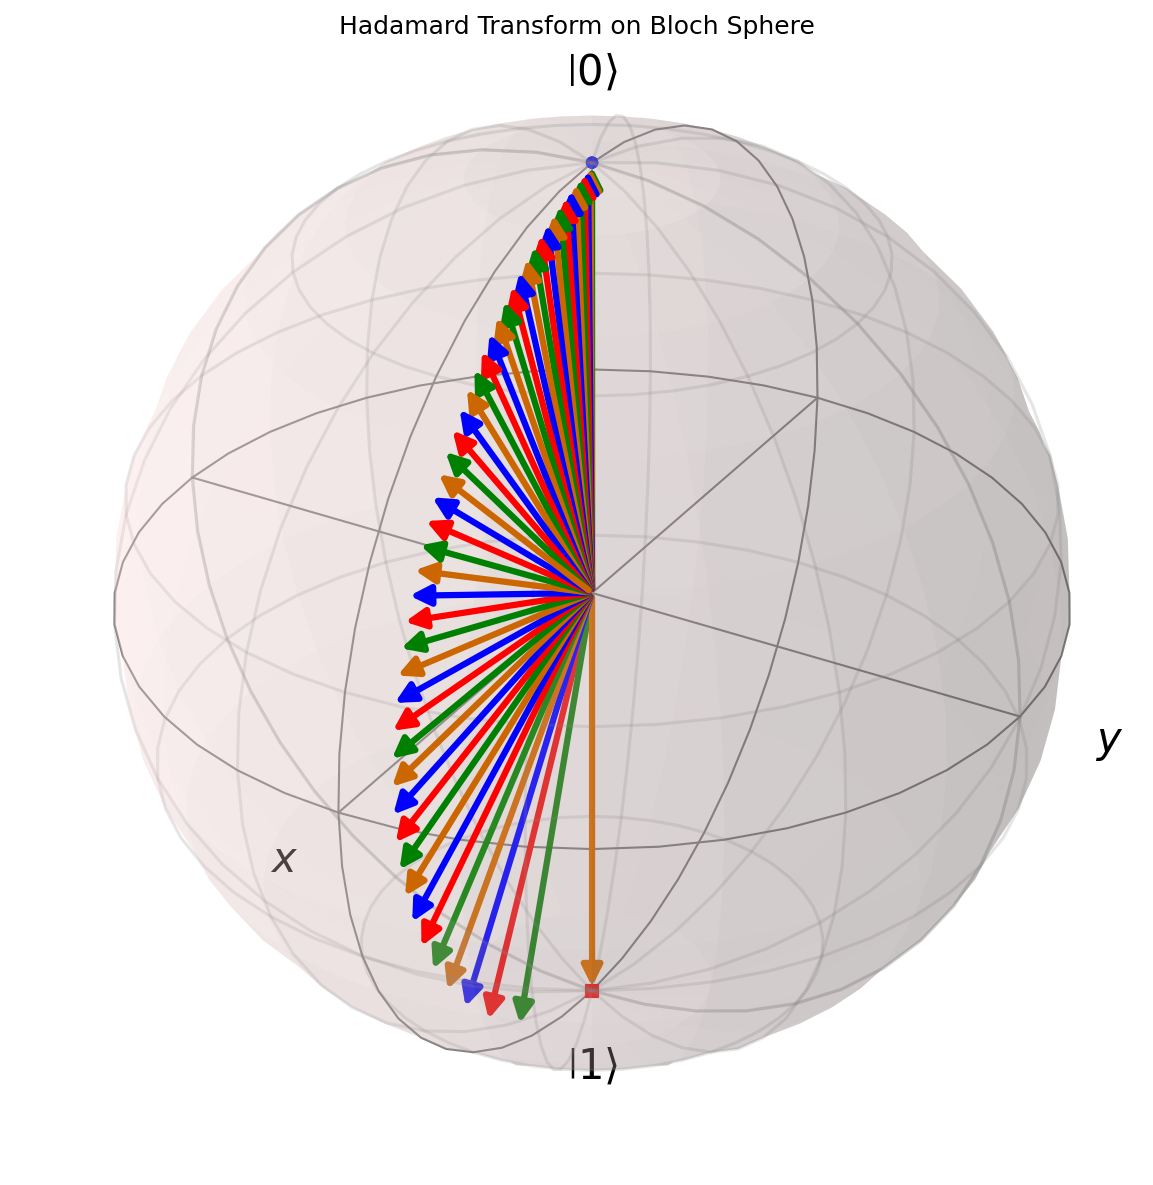 Hadamard Transform on Bloch Sphere
|0⟩
y
x
|1⟩